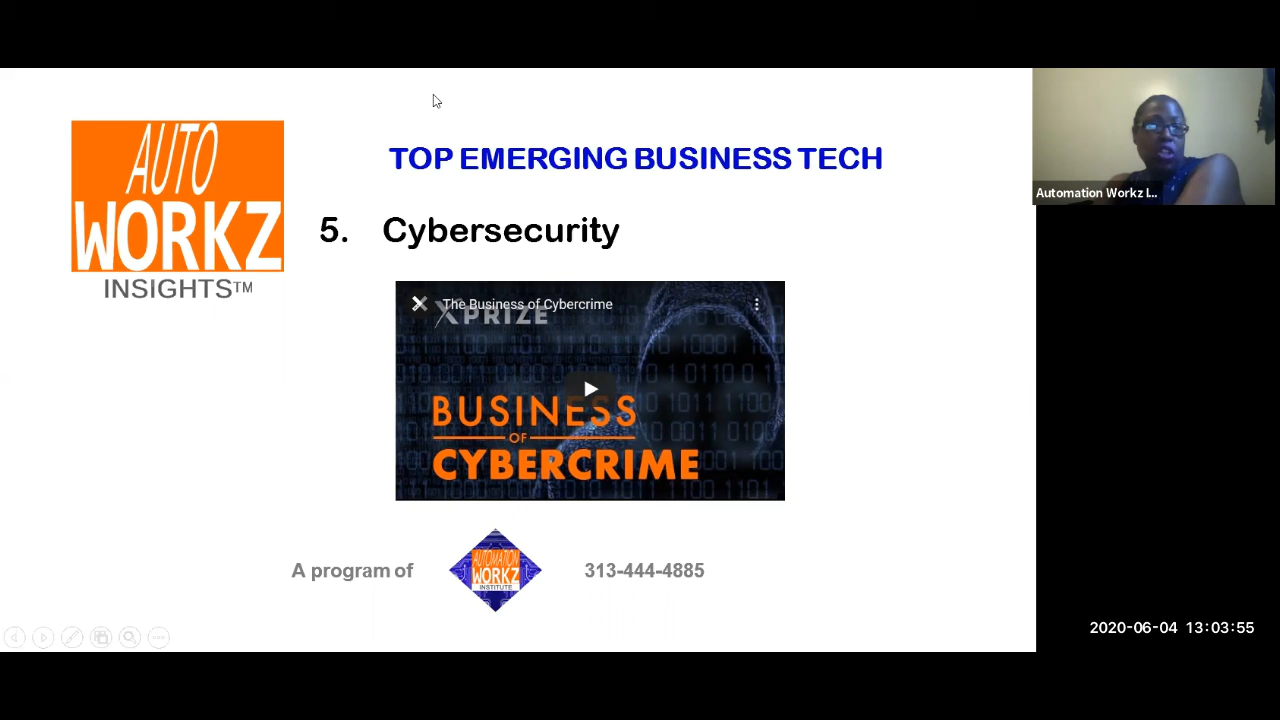 AUTO
WORKZ
INSIGHTS™
TOP EMERGING BUSINESS TECH
5. Cybersecurity
The Business of Cybercrime
XPRIZE
BUSINESS
OF
CYBERCRIME
A program of
AUTOMATION
WORKZ
INSTITUTE
313-444-4885
Automation Workz I...
2020-06-04 13:03:55